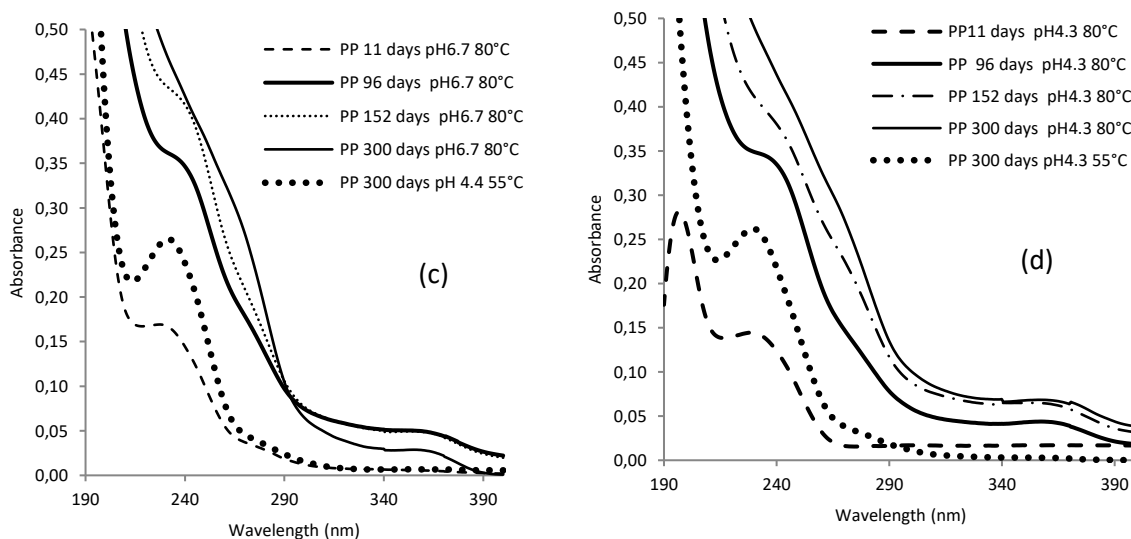 0,50
0,45
0,40
0,35
0,30
0,25
0,20
0,15
0,10
0,05
0,00
Absorbance
190 240 290 340 390
Wavelength (nm)
PP 11 days pH6.7 80°C
PP 96 days pH6.7 80°C
PP 152 days pH6.7 80°C
PP 300 days pH6.7 80°C
PP 300 days pH 4.4 55°C
(c)
0,50
0,45
0,40
0,35
0,30
0,25
0,20
0,15
0,10
0,05
0,00
Absorbance
190 240 290 340 390
Wavelength (nm)
PP11 days pH4.3 80°C
PP 96 days pH4.3 80°C
PP 152 days pH4.3 80°C
PP 300 days pH4.3 80°C
PP 300 days pH4.3 55°C
(d)